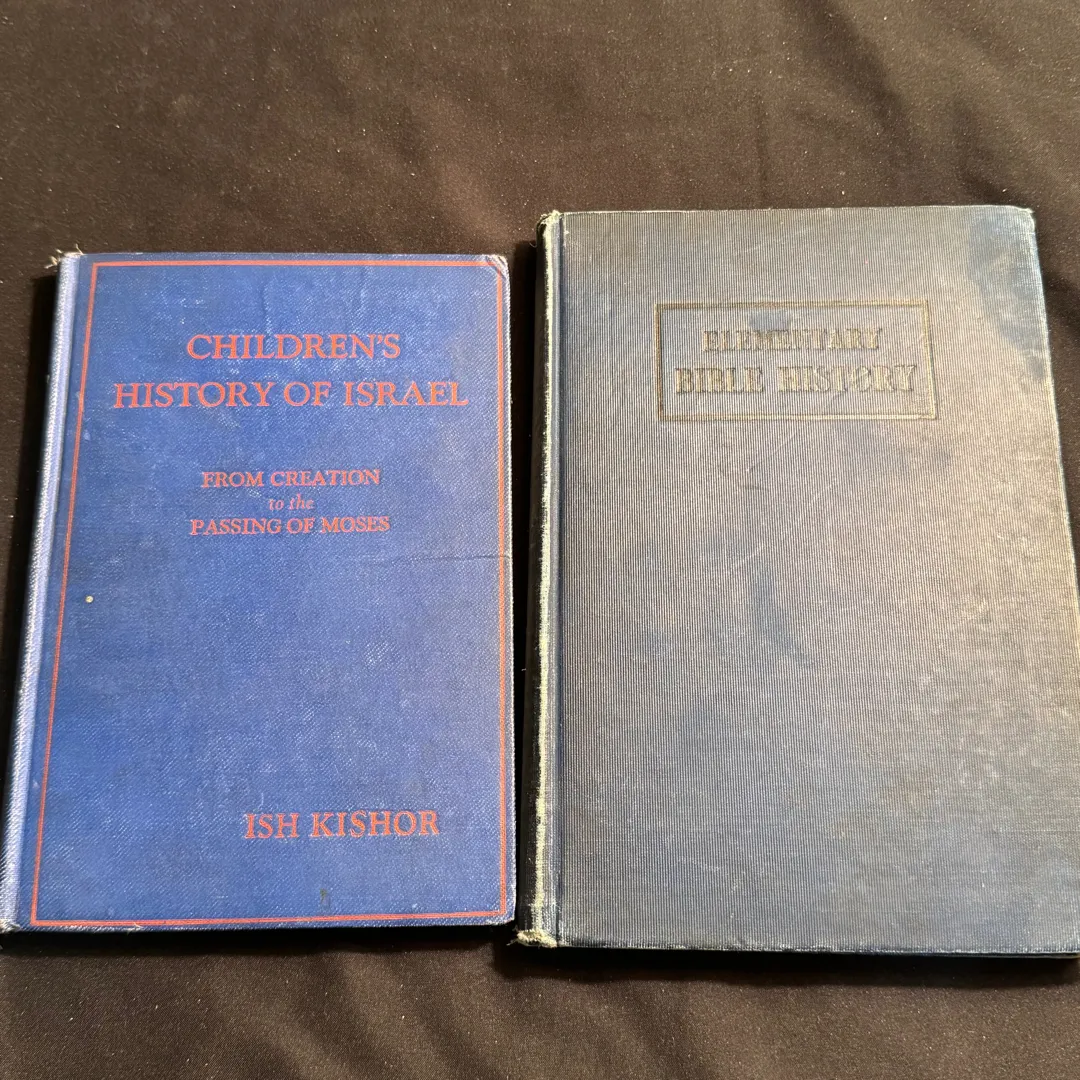 CHILDREN'S
HISTORY OF ISRAEL
FROM CREATION
to the
PASSING OF MOSES
ISH KISHOR
ELEMENTARY
BIBLE HISTORY